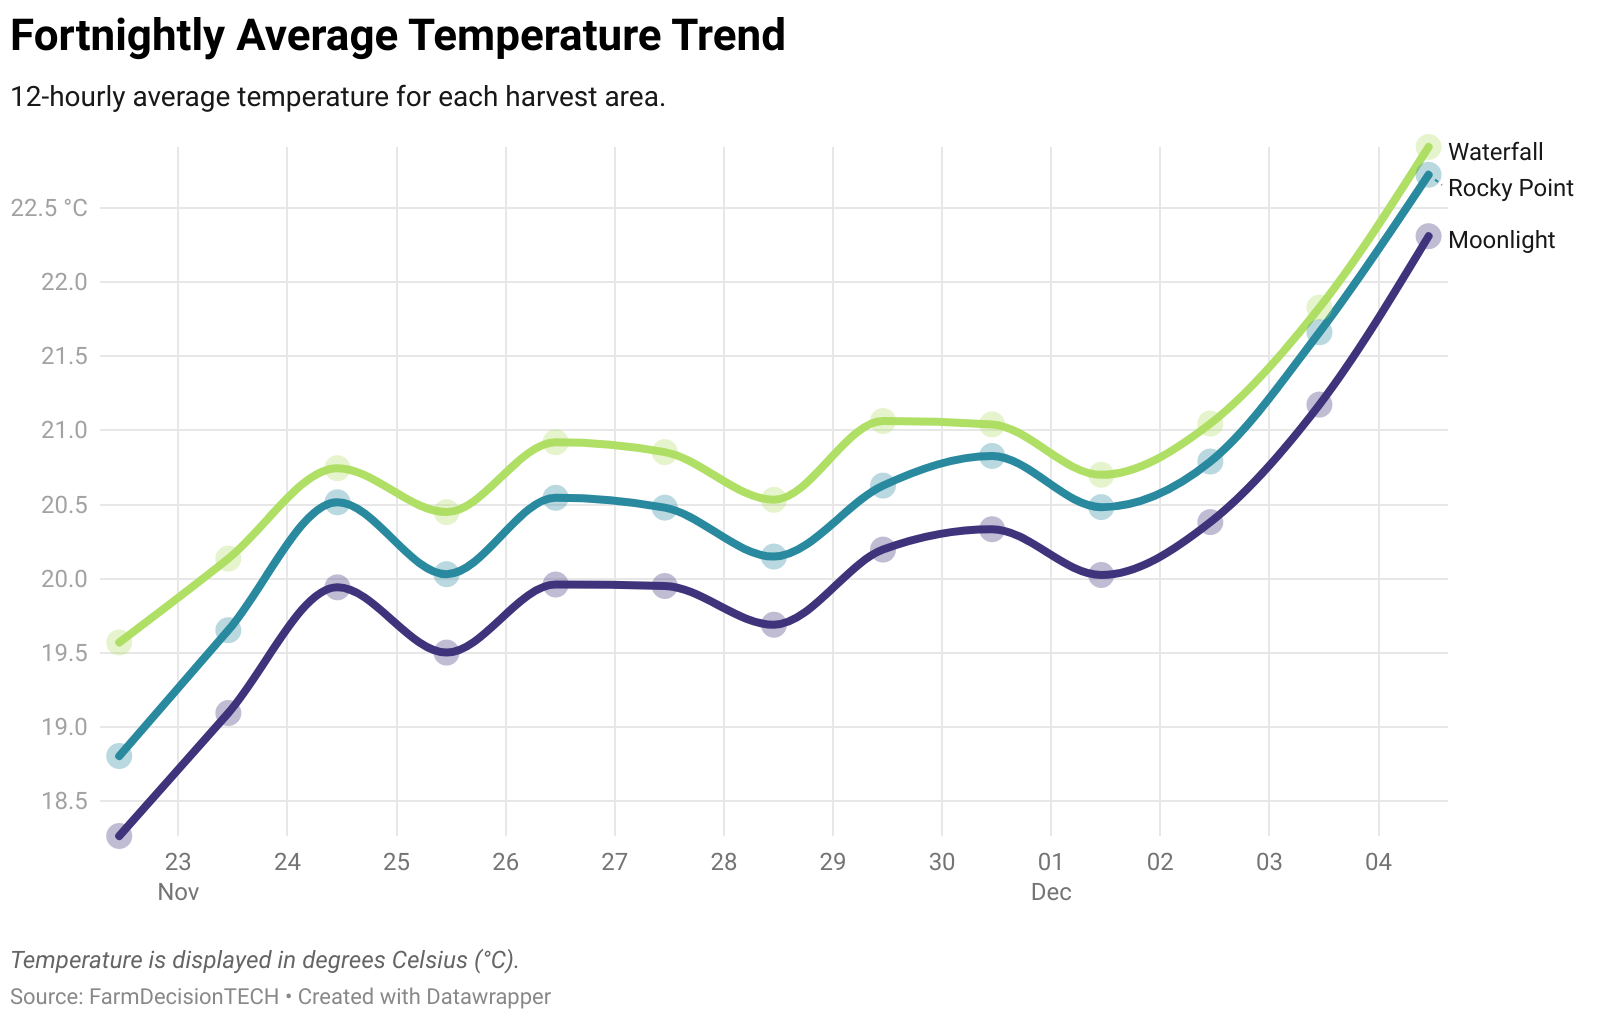 Fortnightly Average Temperature Trend
12-hourly average temperature for each harvest area.
Waterfall
Rocky Point
Moonlight
22.5 °C
22.0
21.5
21.0
20.5
20.0
19.5
19.0
18.5
23 24 25 26 27 28 29 30 01 02 03 04
Nov Dec
Temperature is displayed in degrees Celsius (°C).
Source: FarmDecisionTECH • Created with Datawrapper